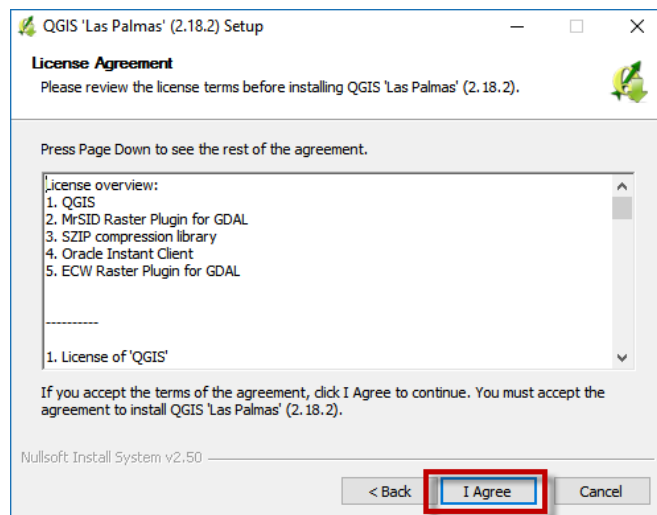 QGIS 'Las Palmas' (2.18.2) Setup
License Agreement
Please review the license terms before installing QGIS 'Las Palmas' (2.18.2).
Press Page Down to see the rest of the agreement.
License overview:
1. QGIS
2. MrSID Raster Plugin for GDAL
3. SZIP compression library
4. Oracle Instant Client
5. ECW Raster Plugin for GDAL
----------
1. License of 'QGIS'
If you accept the terms of the agreement, click I Agree to continue. You must accept the
agreement to install QGIS 'Las Palmas' (2.18.2).
Nullsoft Install System v2.50
< Back I Agree Cancel